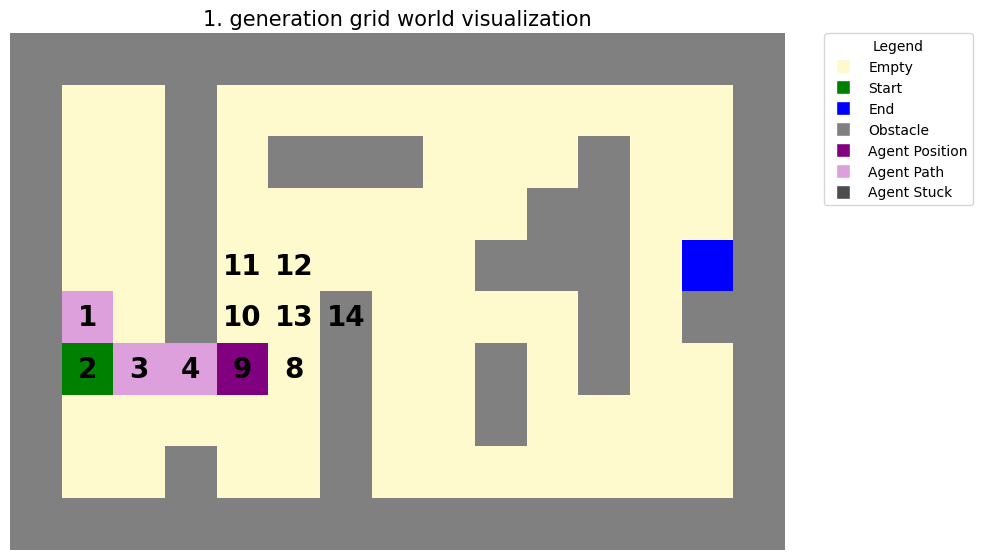 1. generation grid world visualization
Legend
Empty
Start
End
Obstacle
Agent Position
Agent Path
Agent Stuck
11 12
1 10 13 14
2 3 4 9 8